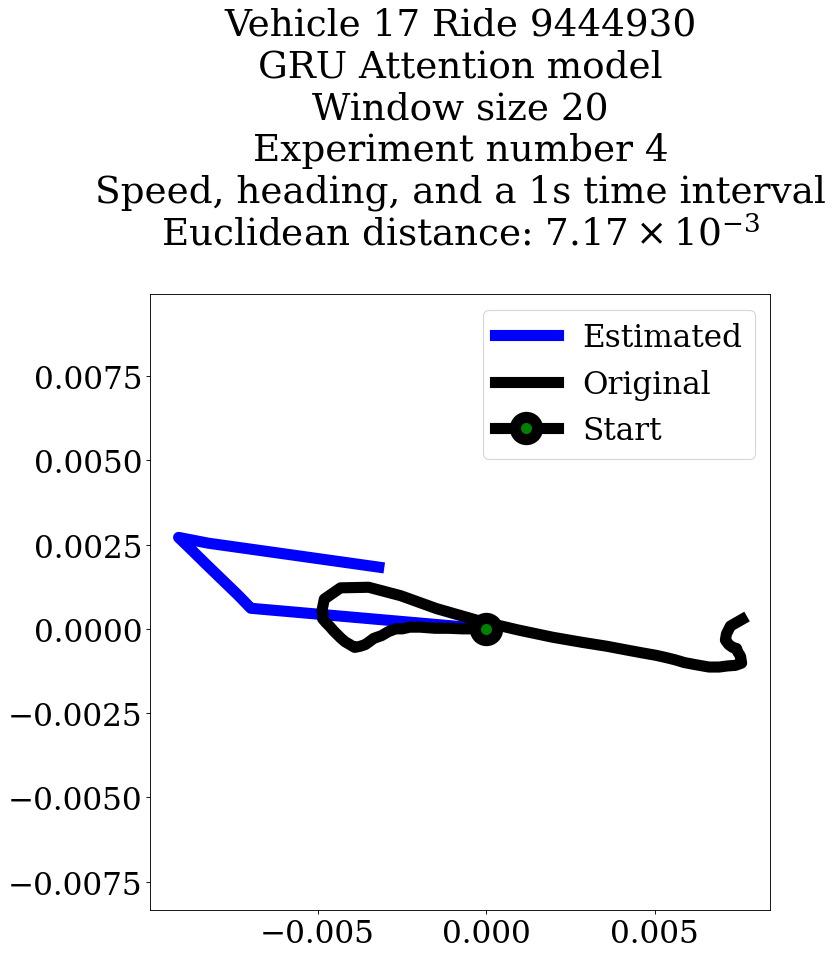 Vehicle 17 Ride 9444930
GRU Attention model
Window size 20
Experiment number 4
Speed, heading, and a 1s time interval
Euclidean distance: 7.17 × 10⁻³
Estimated
Original
Start
0.0075
0.0050
0.0025
0.0000
−0.0025
−0.0050
−0.0075
−0.005
0.000
0.005